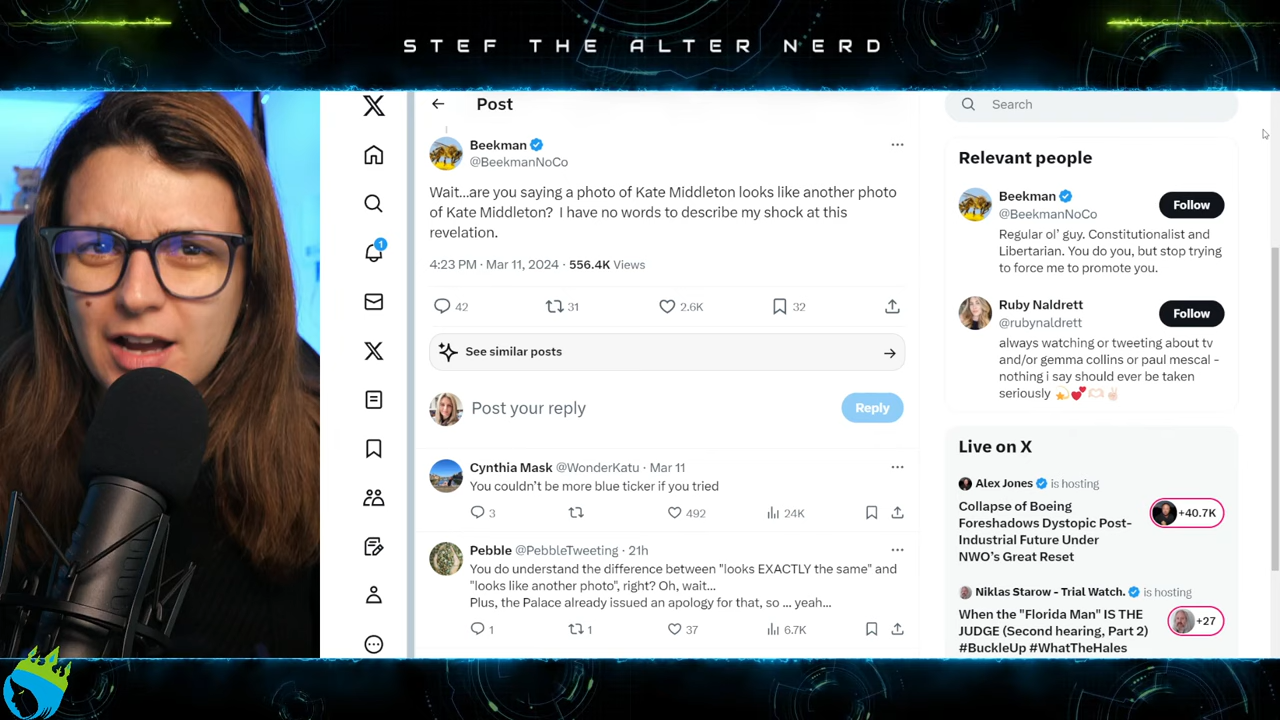 STEF THE ALTER NERD
Post
Search
Beekman
@BeekmanNoCo
Wait...are you saying a photo of Kate Middleton looks like another photo
of Kate Middleton? I have no words to describe my shock at this
revelation.
4:23 PM · Mar 11, 2024 · 556.4K Views
42
31
2.6K
32
See similar posts
Post your reply
Reply
Cynthia Mask @WonderKatu · Mar 11
You couldn't be more blue ticker if you tried
3
492
24K
Pebble @PebbleTweeting · 21h
You do understand the difference between "looks EXACTLY the same" and
"looks like another photo", right? Oh, wait...
Plus, the Palace already issued an apology for that, so ... yeah...
1
1
37
6.7K
1
Relevant people
Beekman
@BeekmanNoCo
Follow
Regular ol' guy. Constitutionalist and
Libertarian. You do you, but stop trying
to force me to promote you.
Ruby Naldrett
@rubynaldrett
Follow
always watching or tweeting about tv
and/or gemma collins or paul mescal -
nothing i say should ever be taken
seriously 💫💕🫶🏻✌🏻
Live on X
Alex Jones is hosting
Collapse of Boeing
Foreshadows Dystopic Post-
Industrial Future Under
NWO's Great Reset
+40.7K
Niklas Starow - Trial Watch. is hosting
When the "Florida Man" IS THE
JUDGE (Second hearing, Part 2)
#BuckleUp #WhatTheHales
+27